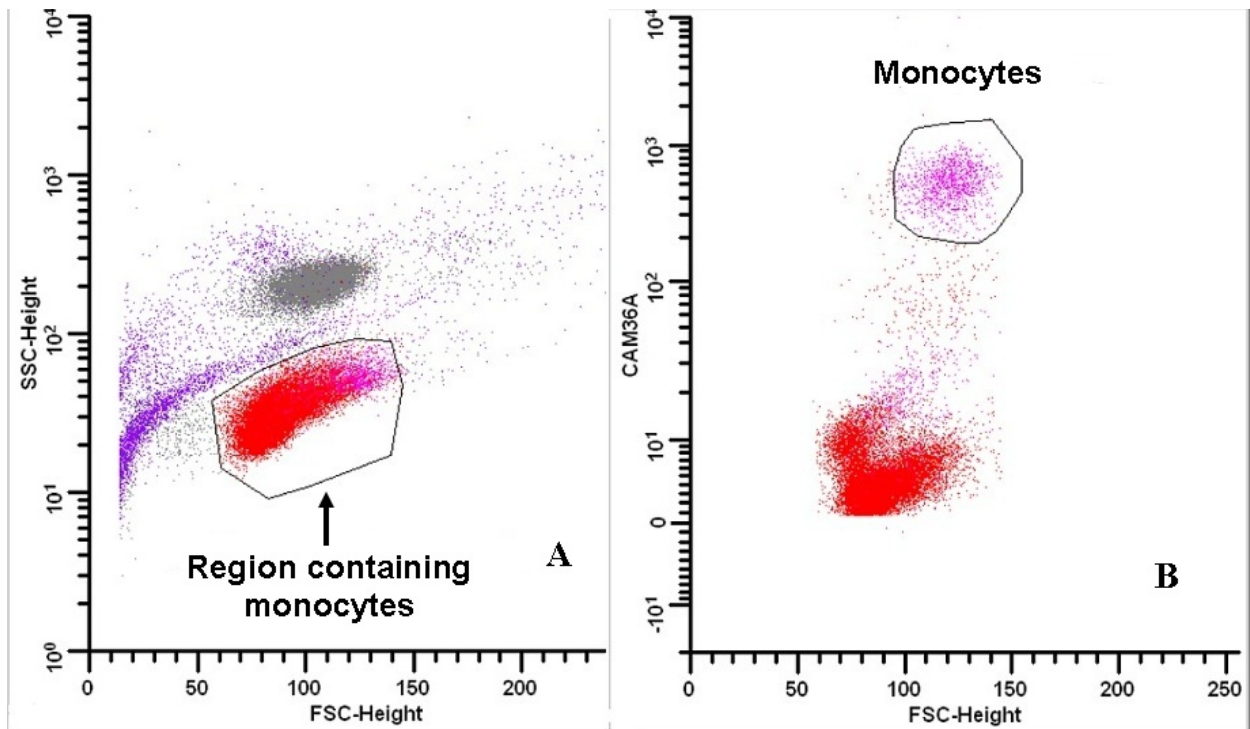 10⁴
10³
10²
10¹
10⁰
SSC-Height
0 50 100 150 200
FSC-Height
Region containing
monocytes
A
10⁴
10³
10²
10¹
0
-10¹
CAM36A
0 50 100 150 200 250
FSC-Height
Monocytes
B